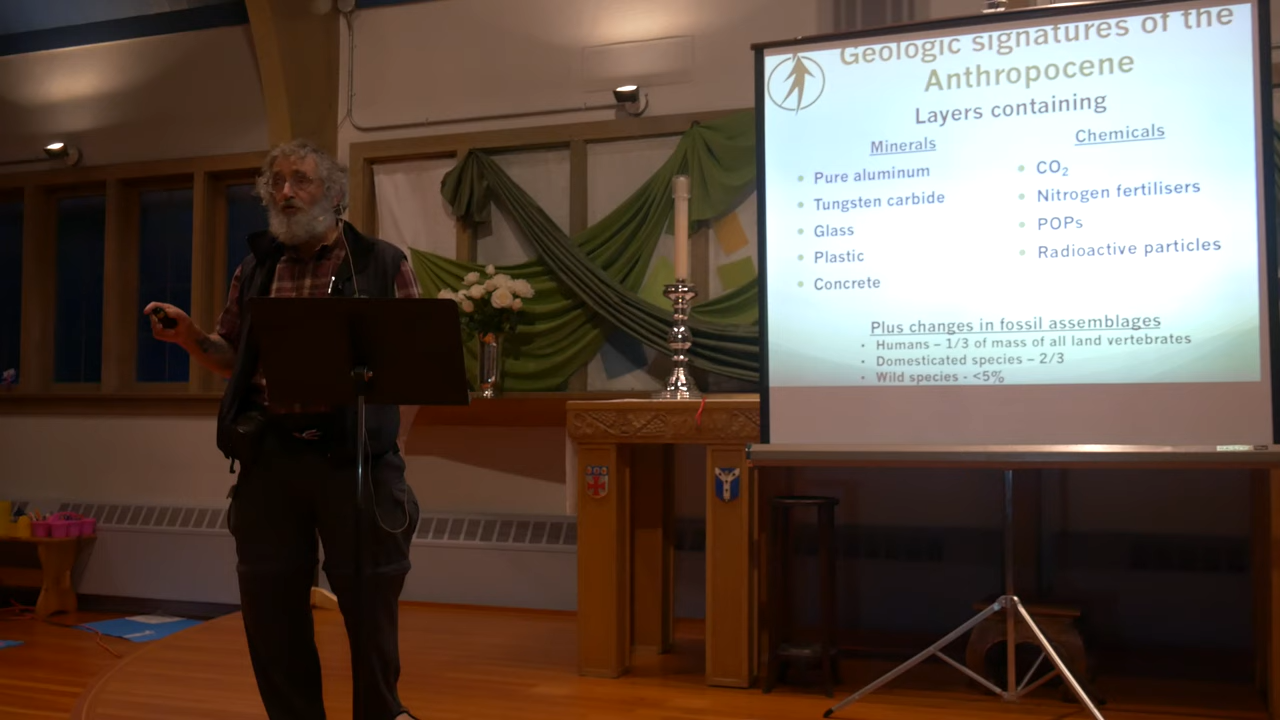 Geologic signatures of the
Anthropocene
Layers containing
Minerals
• Pure aluminum
• Tungsten carbide
• Glass
• Plastic
• Concrete
Chemicals
• CO₂
• Nitrogen fertilisers
• POPs
• Radioactive particles
Plus changes in fossil assemblages
• Humans – 1/3 of mass of all land vertebrates
• Domesticated species – 2/3
• Wild species - <5%